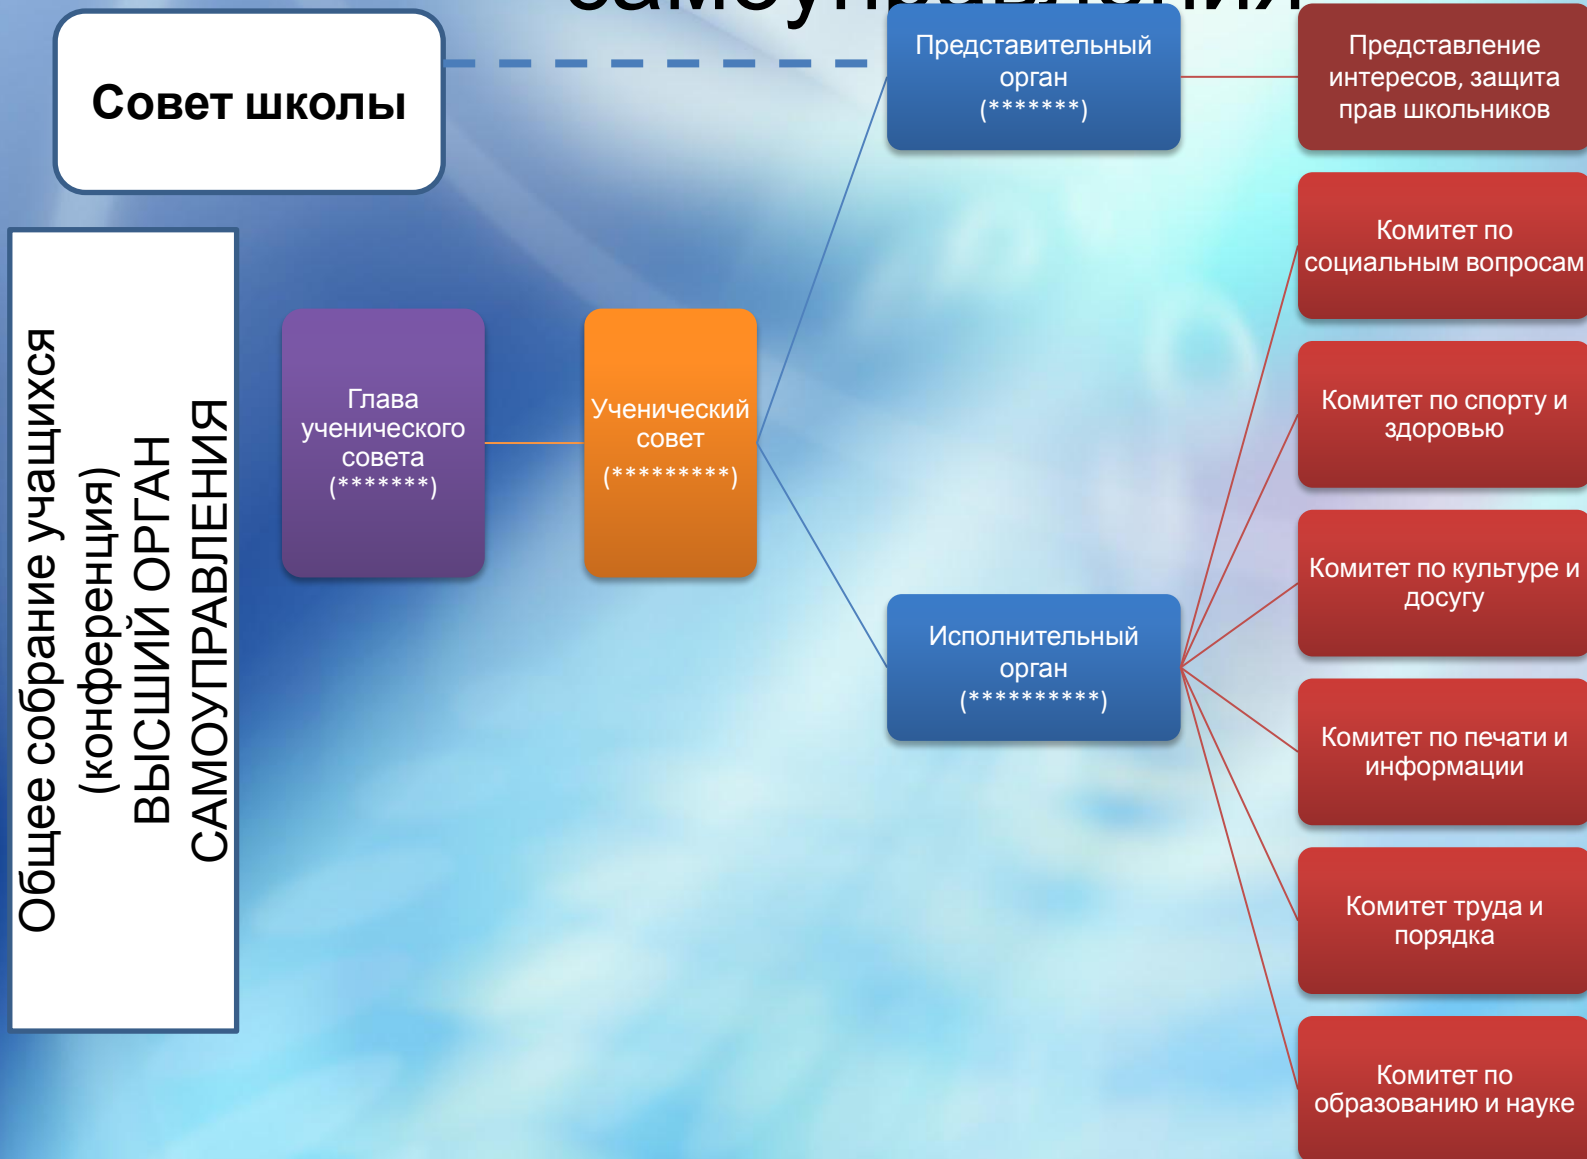 самоуправления
Совет школы
Общее собрание учащихся
(конференция)
ВЫСШИЙ ОРГАН
САМОУПРАВЛЕНИЯ
Глава
ученического
совета
(*******)
Ученический
совет
(*********)
Представительный
орган
(*******)
Исполнительный
орган
(**********)
Представление
интересов, защита
прав школьников
Комитет по
социальным вопросам
Комитет по спорту и
здоровью
Комитет по культуре и
досугу
Комитет по печати и
информации
Комитет труда и
порядка
Комитет по
образованию и науке